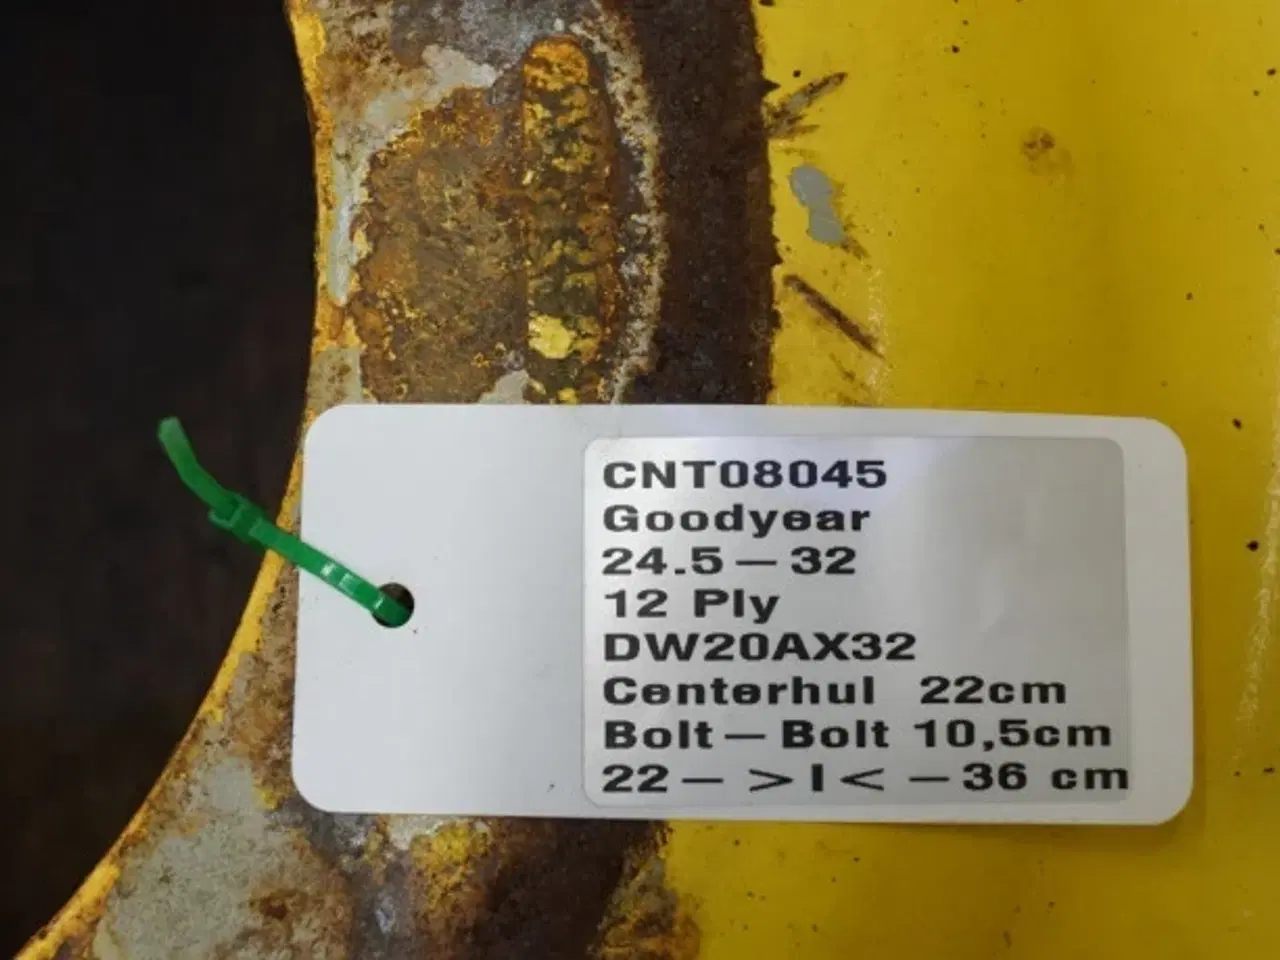 CNT08045
Goodyear
24.5 – 32
12 Ply
DW20AX32
Centerhul 22cm
Bolt – Bolt 10,5cm
22 – > | < – 36 cm